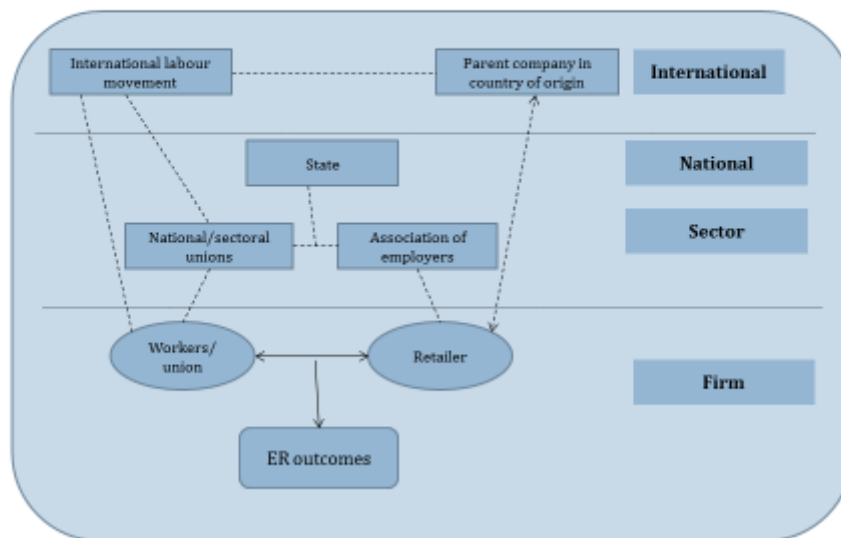 International labour
movement
Parent company in
country of origin
International
State
National
National/sectoral
unions
Association of
employers
Sector
Workers/
union
Retailer
Firm
ER outcomes